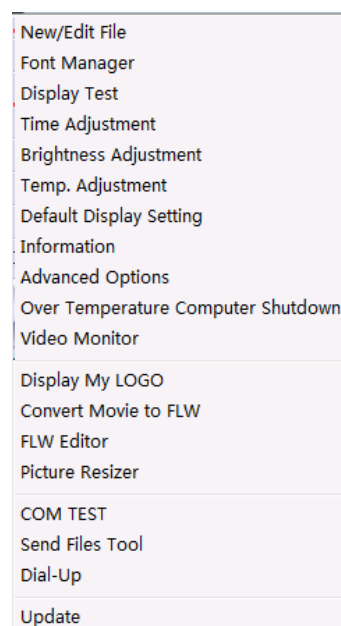 New/Edit File
Font Manager
Display Test
Time Adjustment
Brightness Adjustment
Temp. Adjustment
Default Display Setting
Information
Advanced Options
Over Temperature Computer Shutdown
Video Monitor
Display My LOGO
Convert Movie to FLW
FLW Editor
Picture Resizer
COM TEST
Send Files Tool
Dial-Up
Update